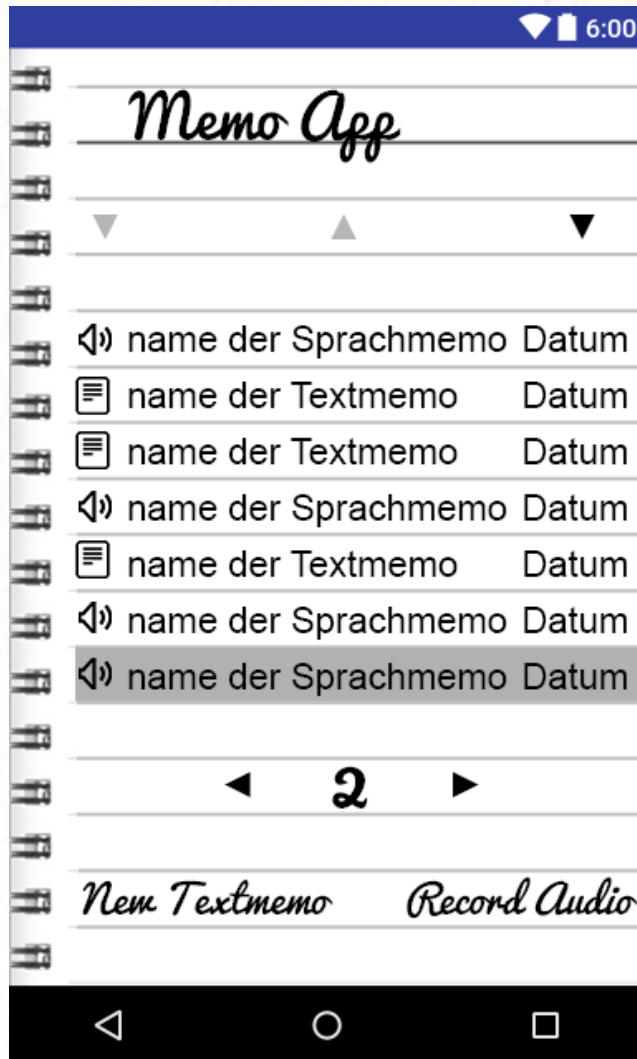 6:00
Memo App
name der Sprachmemo Datum
name der Textmemo Datum
name der Textmemo Datum
name der Sprachmemo Datum
name der Textmemo Datum
name der Sprachmemo Datum
name der Sprachmemo Datum
2
New Textmemo Record Audio